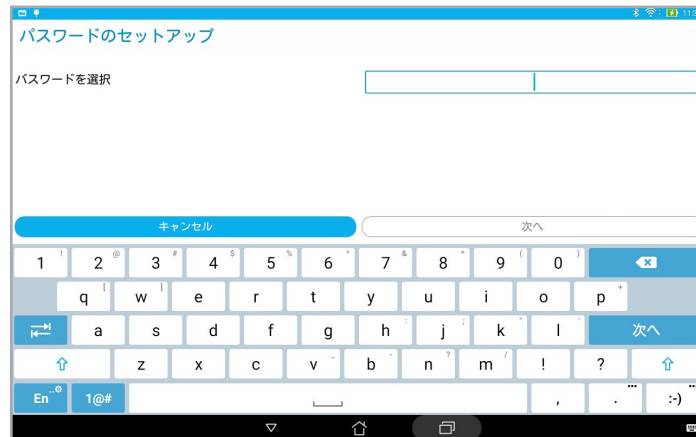 11:3
パスワードのセットアップ
パスワードを選択
キャンセル 次へ
! @ # $ % ^ & * ( )
1 2 3 4 5 6 7 8 9 0
[ ] +
q w e r t y u i o p
: ; " '
a s d f g h j k l 次へ
_ - ? /
z x c v b n m ! ?
En 1@# , . :-)